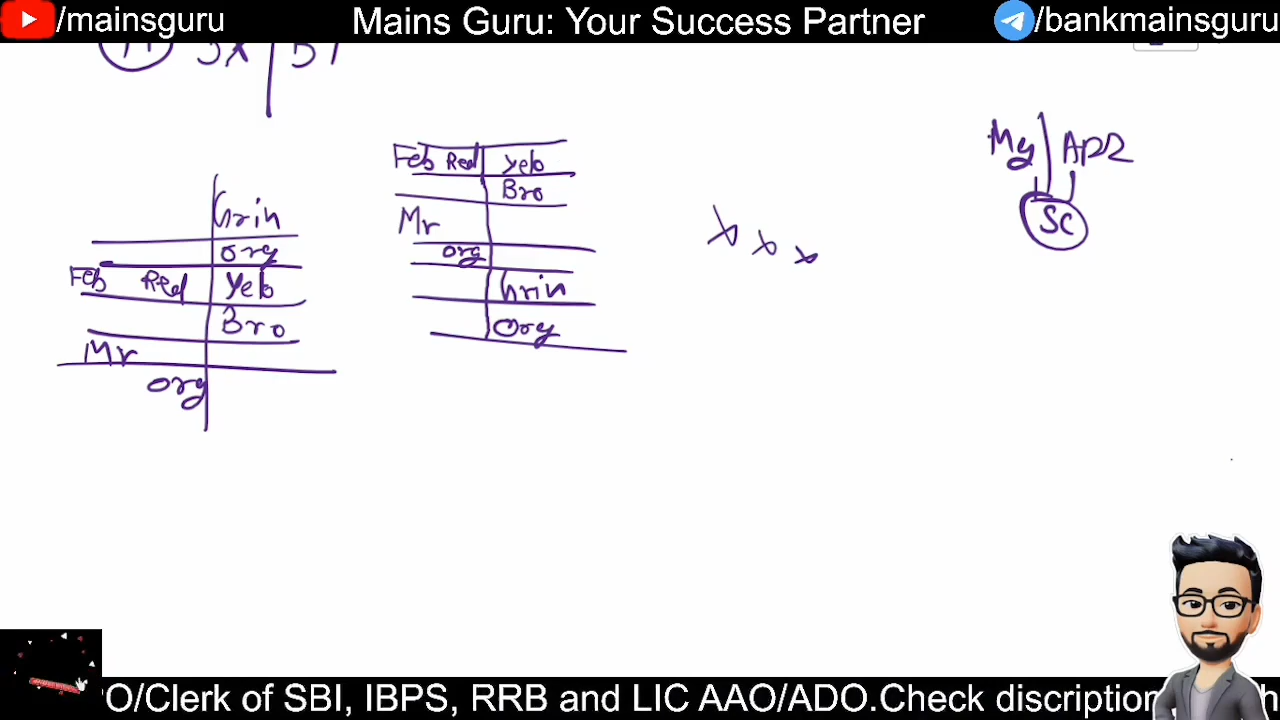 /mainsguru
Mains Guru: Your Success Partner
/bankmainsguru
5x
Feb Red Yelo
Bro
Mr
org
Grin
Org
Grin
org
Feb Red Yelo
Bro
Mr
org
My APR
SC
O/Clerk of SBI, IBPS, RRB and LIC AAO/ADO.Check discription